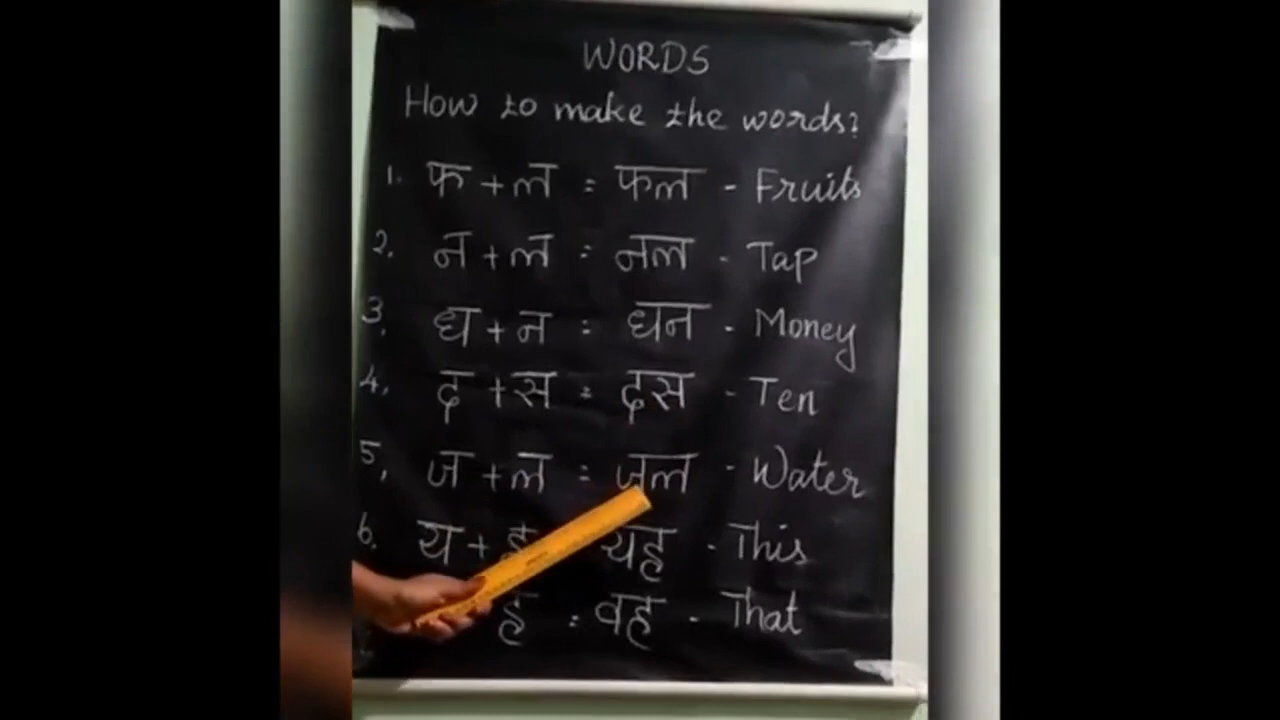 WORDS
How to make the words?
1. फ + ल = फल - Fruits
2. न + ल = नल - Tap
3. ध + न = धन - Money
4. द + स = दस - Ten
5, ज + ल = जल - Water
6. य + ह यह - This
ह = वह - That